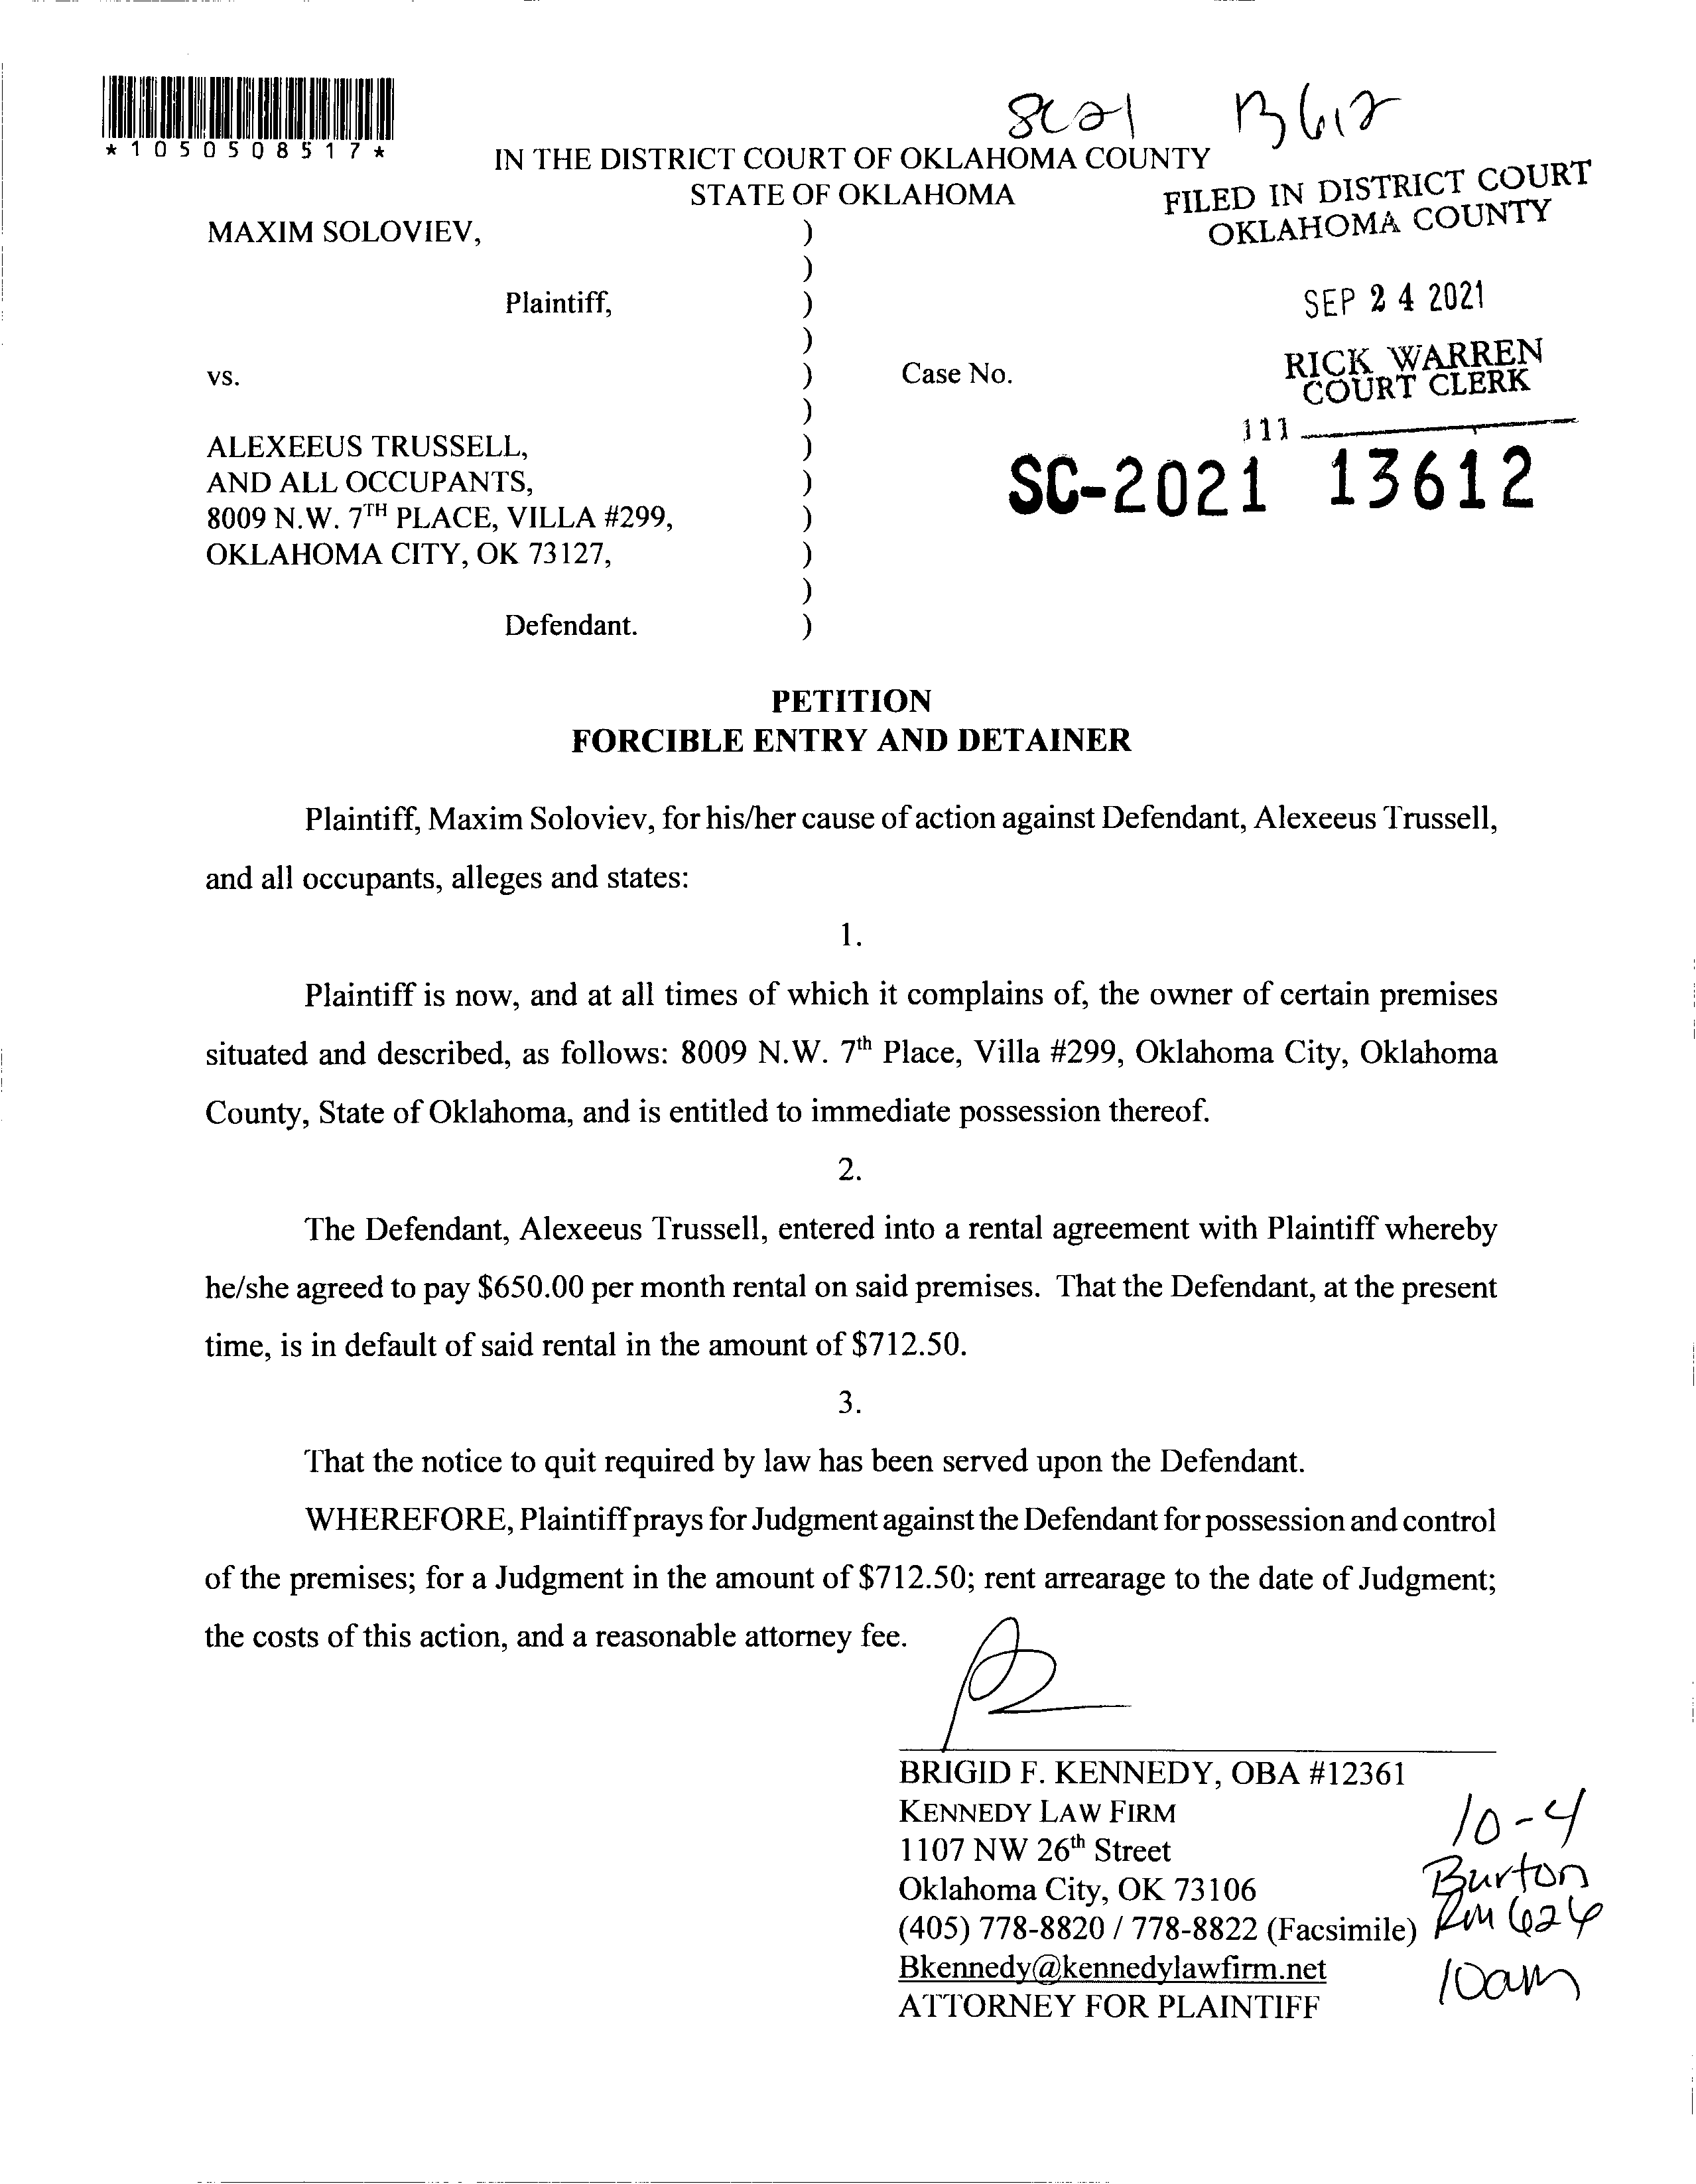 *1050508517*
SC21 13612
IN THE DISTRICT COURT OF OKLAHOMA COUNTY
STATE OF OKLAHOMA
FILED IN DISTRICT COURT
OKLAHOMA COUNTY
MAXIM SOLOVIEV, )
)
Plaintiff, )
SEP 24 2021
)
vs. ) Case No.
RICK WARREN
COURT CLERK
)
111
ALEXEEUS TRUSSELL, )
AND ALL OCCUPANTS, )
SC-2021 13612
8009 N.W. 7TH PLACE, VILLA #299, )
OKLAHOMA CITY, OK 73127, )
)
Defendant. )
PETITION
FORCIBLE ENTRY AND DETAINER
Plaintiff, Maxim Soloviev, for his/her cause of action against Defendant, Alexeeus Trussell,
and all occupants, alleges and states:
1.
Plaintiff is now, and at all times of which it complains of, the owner of certain premises
situated and described, as follows: 8009 N.W. 7th Place, Villa #299, Oklahoma City, Oklahoma
County, State of Oklahoma, and is entitled to immediate possession thereof.
2.
The Defendant, Alexeeus Trussell, entered into a rental agreement with Plaintiff whereby
he/she agreed to pay $650.00 per month rental on said premises. That the Defendant, at the present
time, is in default of said rental in the amount of $712.50.
3.
That the notice to quit required by law has been served upon the Defendant.
WHEREFORE, Plaintiff prays for Judgment against the Defendant for possession and control
of the premises; for a Judgment in the amount of $712.50; rent arrearage to the date of Judgment;
the costs of this action, and a reasonable attorney fee.
BRIGID F. KENNEDY, OBA #12361
KENNEDY LAW FIRM
1107 NW 26th Street
Oklahoma City, OK 73106
(405) 778-8820 / 778-8822 (Facsimile)
Bkennedy@kennedylawfirm.net
ATTORNEY FOR PLAINTIFF
10-4
Burton
Rm 624
10am